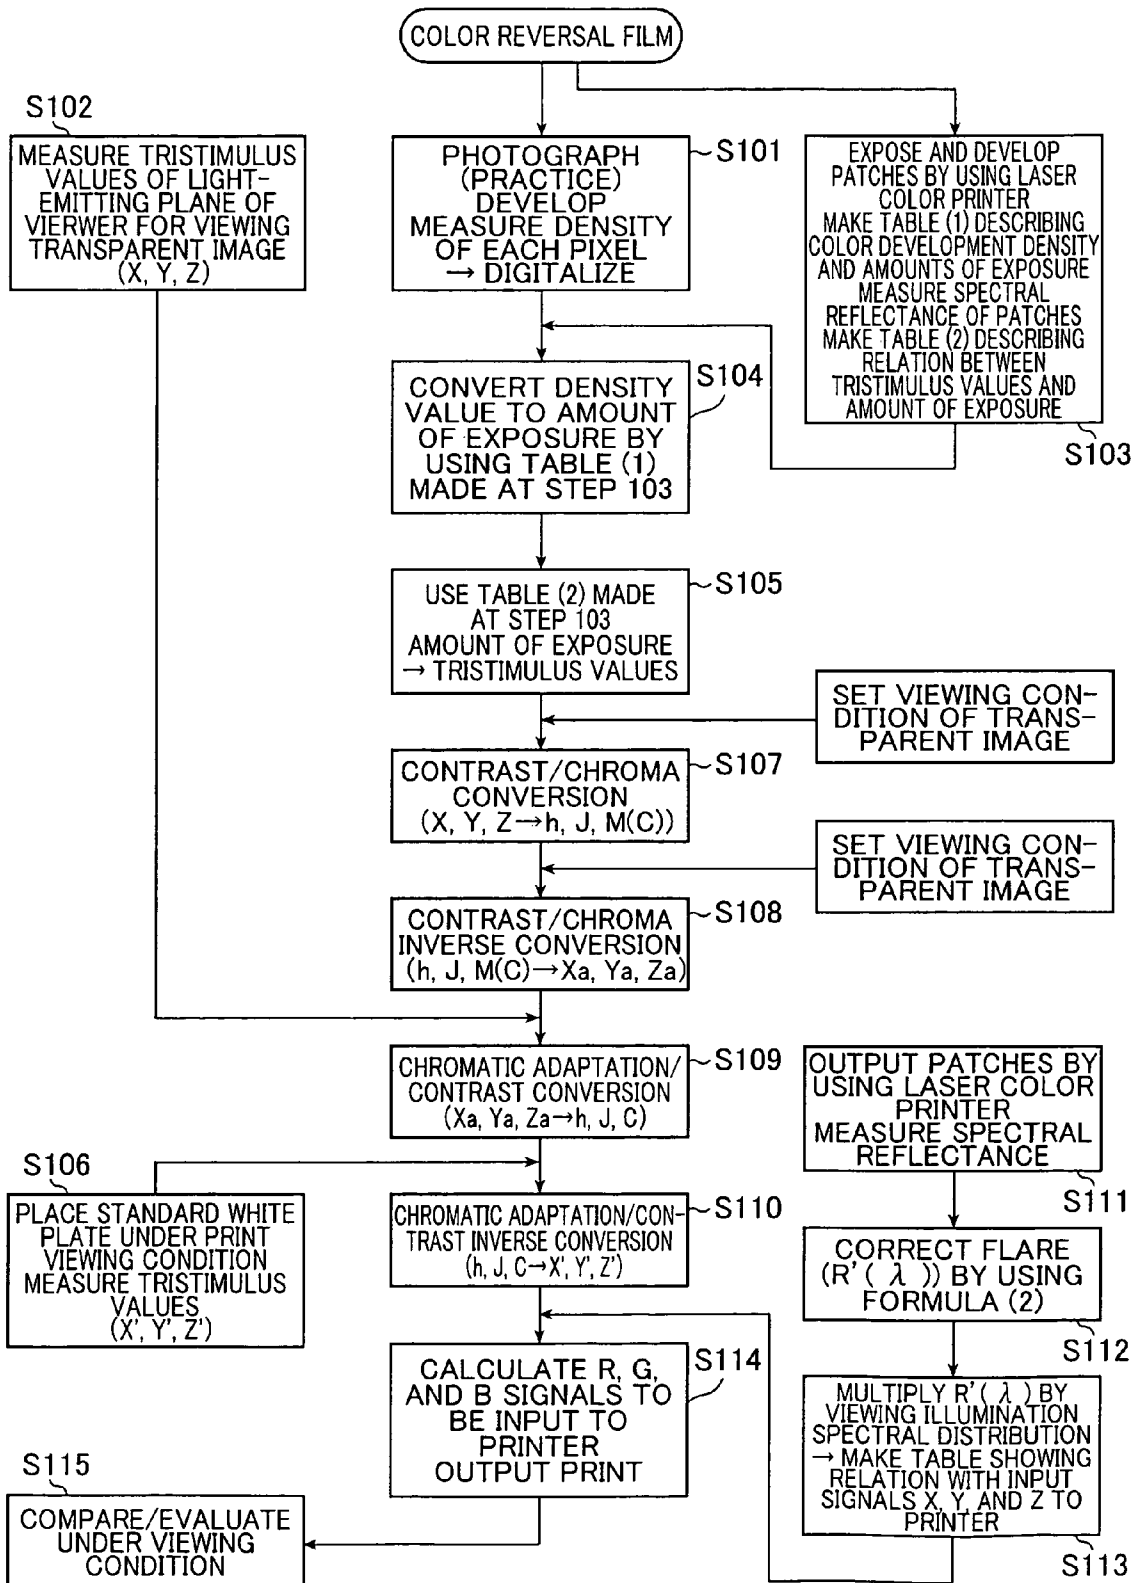 COLOR REVERSAL FILM
S102
MEASURE TRISTIMULUS
VALUES OF LIGHT-
EMITTING PLANE OF
VIERWER FOR VIEWING
TRANSPARENT IMAGE
(X, Y, Z)
S101
PHOTOGRAPH
(PRACTICE)
DEVELOP
MEASURE DENSITY
OF EACH PIXEL
→ DIGITALIZE
EXPOSE AND DEVELOP
PATCHES BY USING LASER
COLOR PRINTER
MAKE TABLE (1) DESCRIBING
COLOR DEVELOPMENT DENSITY
AND AMOUNTS OF EXPOSURE
MEASURE SPECTRAL
REFLECTANCE OF PATCHES
MAKE TABLE (2) DESCRIBING
RELATION BETWEEN
TRISTIMULUS VALUES AND
AMOUNT OF EXPOSURE
S103
S104
CONVERT DENSITY
VALUE TO AMOUNT
OF EXPOSURE BY
USING TABLE (1)
MADE AT STEP 103
S105
USE TABLE (2) MADE
AT STEP 103
AMOUNT OF EXPOSURE
→ TRISTIMULUS VALUES
SET VIEWING CON-
DITION OF TRANS-
PARENT IMAGE
S107
CONTRAST/CHROMA
CONVERSION
(X, Y, Z→h, J, M(C))
SET VIEWING CON-
DITION OF TRANS-
PARENT IMAGE
S108
CONTRAST/CHROMA
INVERSE CONVERSION
(h, J, M(C)→Xa, Ya, Za)
S109
CHROMATIC ADAPTATION/
CONTRAST CONVERSION
(Xa, Ya, Za→h, J, C)
OUTPUT PATCHES BY
USING LASER COLOR
PRINTER
MEASURE SPECTRAL
REFLECTANCE
S111
S106
PLACE STANDARD WHITE
PLATE UNDER PRINT
VIEWING CONDITION
MEASURE TRISTIMULUS
VALUES
(X', Y', Z')
S110
CHROMATIC ADAPTATION/CON-
TRAST INVERSE CONVERSION
(h, J, C→X', Y', Z')
CORRECT FLARE
(R'( λ )) BY USING
FORMULA (2)
S112
S114
CALCULATE R, G,
AND B SIGNALS TO
BE INPUT TO
PRINTER
OUTPUT PRINT
MULTIPLY R'( λ ) BY
VIEWING ILLUMINATION
SPECTRAL DISTRIBUTION
→ MAKE TABLE SHOWING
RELATION WITH INPUT
SIGNALS X, Y, AND Z TO
PRINTER
S113
S115
COMPARE/EVALUATE
UNDER VIEWING
CONDITION